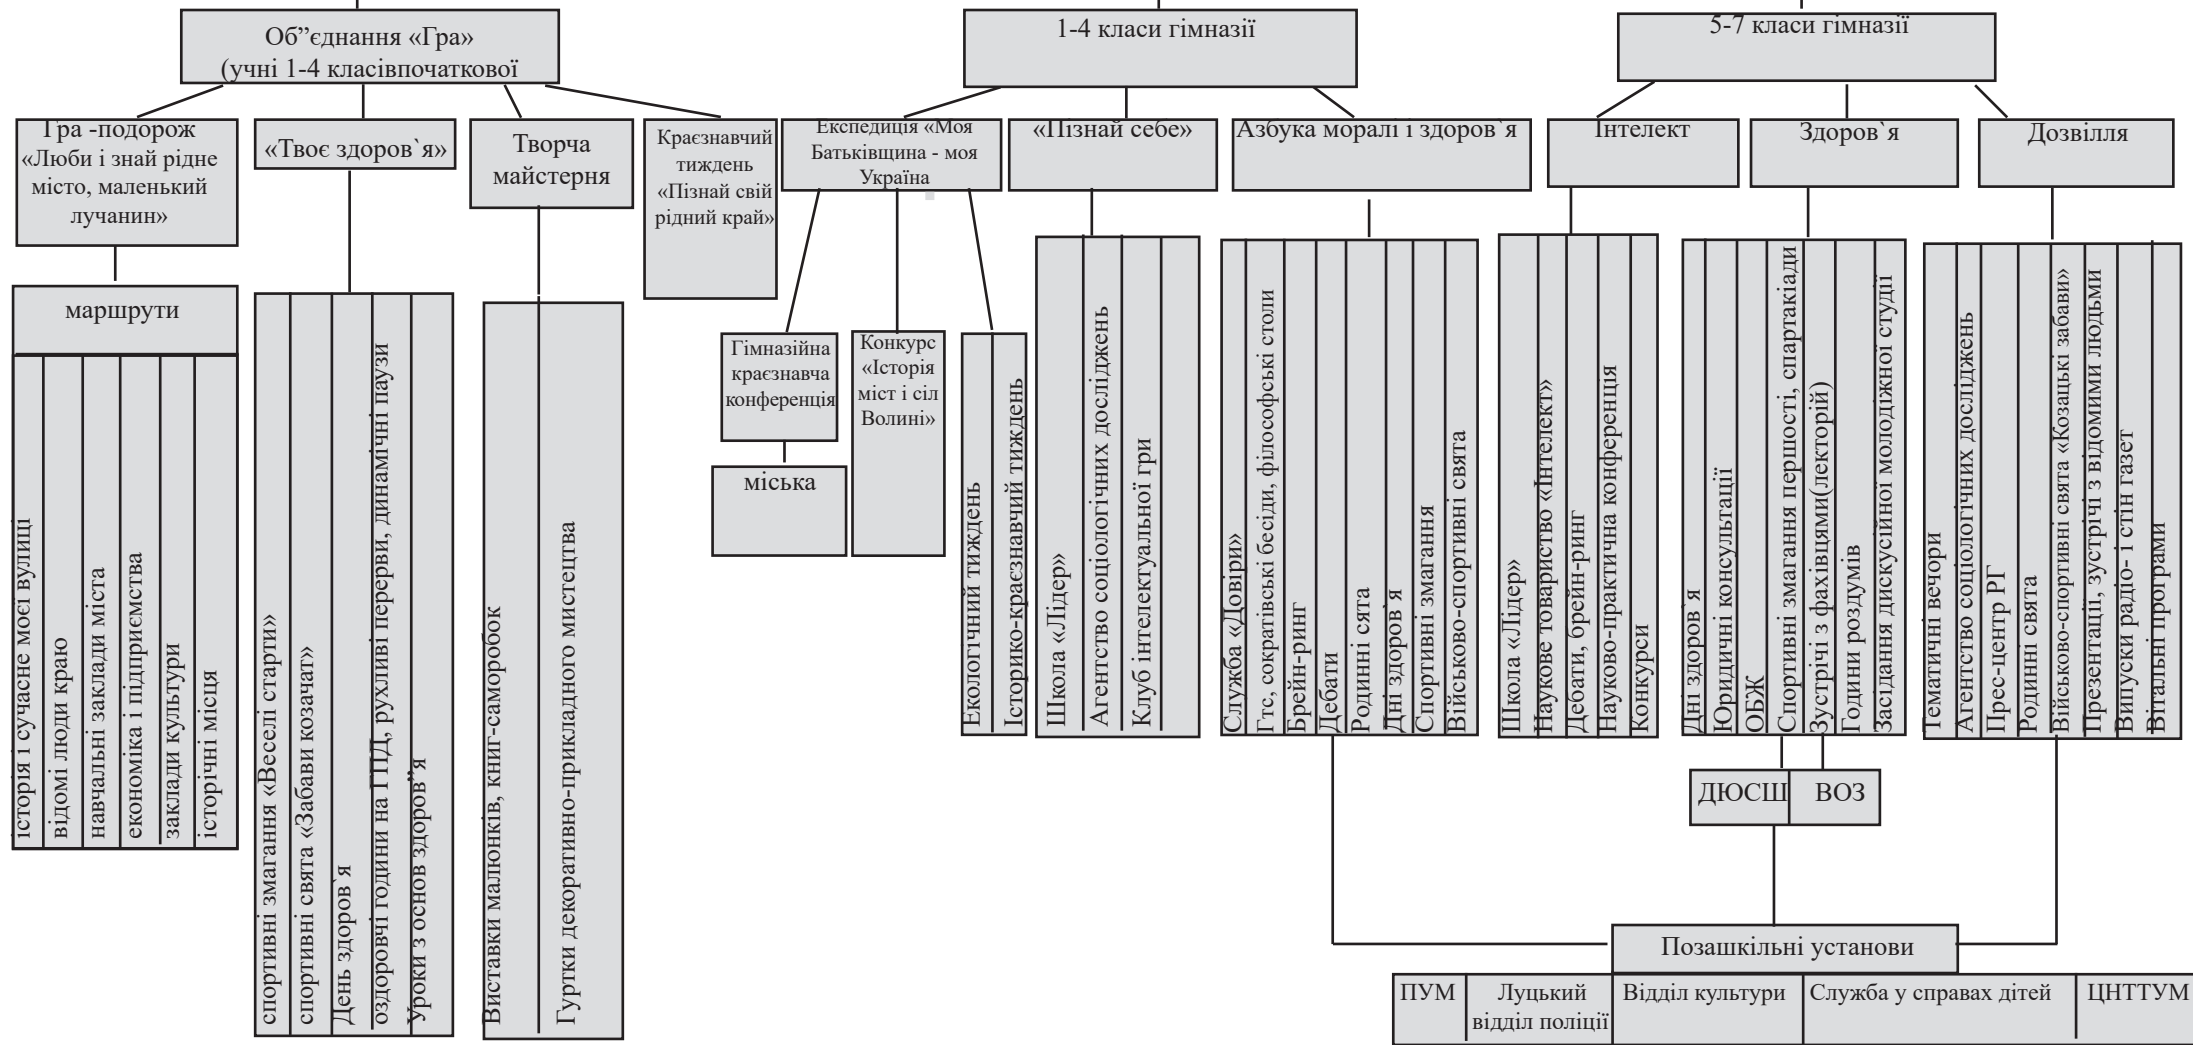 Об”єднання «Гра»
(учні 1-4 класівпочаткової
1-4 класи гімназії
5-7 класи гімназії
Гра -подорож
«Люби і знай рідне
місто, маленький
лучанин»
«Твоє здоров`я»
Творча
майстерня
Краєзнавчий
тиждень
«Пізнай свій
рідний край»
Експедиція «Моя
Батьківщина - моя
Україна
«Пізнай себе»
Азбука моралі і здоров`я
Інтелект
Здоров`я
Дозвілля
маршрути
історія і сучасне моєї вулиці
відомі люди краю
навчальні заклади міста
економіка і підприємства
заклади культури
історичні місця
спортивні змагання «Веселі старти»
спортивні свята «Забави козачат»
День здоров`я
оздоровчі години на ГПД, рухливі перерви, динамічні паузи
Уроки з основ здоров”я
Виставки малюнків, книг-саморобок
Гуртки декоративно-прикладного мистецтва
Гімназійна
краєзнавча
конференція
міська
Конкурс
«Історія
міст і сіл
Волині»
Екологічний тиждень
Історико-краєзнавчий тиждень
Школа «Лідер»
Агентство соціологічних досліджень
Клуб інтелектуальної гри
Служба «Довіри»
Ггс, сократівські бесіди, філософські столи
Брейн-ринг
Дебати
Родинні свята
Дні здоров`я
Спортивні змагання
Військово-спортивні свята
Школа «Лідер»
Наукове товариство «Інтелект»
Дебати, брейн-ринг
Науково-практична конференція
Конкурси
Дні здоров`я
Юридичні консультації
ОБЖ
Спортивні змагання першості, спартакіади
Зустрічі з фахівцями(лекторій)
Години роздумів
Засідання дискусійної молодіжної студії
Тематичні вечори
Агентство соціологічних досліджень
Прес-центр РГ
Родинні свята
Військово-спортивні свята «Козацькі забави»
Презентації, зустрічі з відомими людьми
Випуски радіо- і стін газет
Вітальні програми
ДЮСШ
ВОЗ
Позашкільні установи
ПУМ
Луцький
відділ поліції
Відділ культури
Служба у справах дітей
ЦНТТУМ